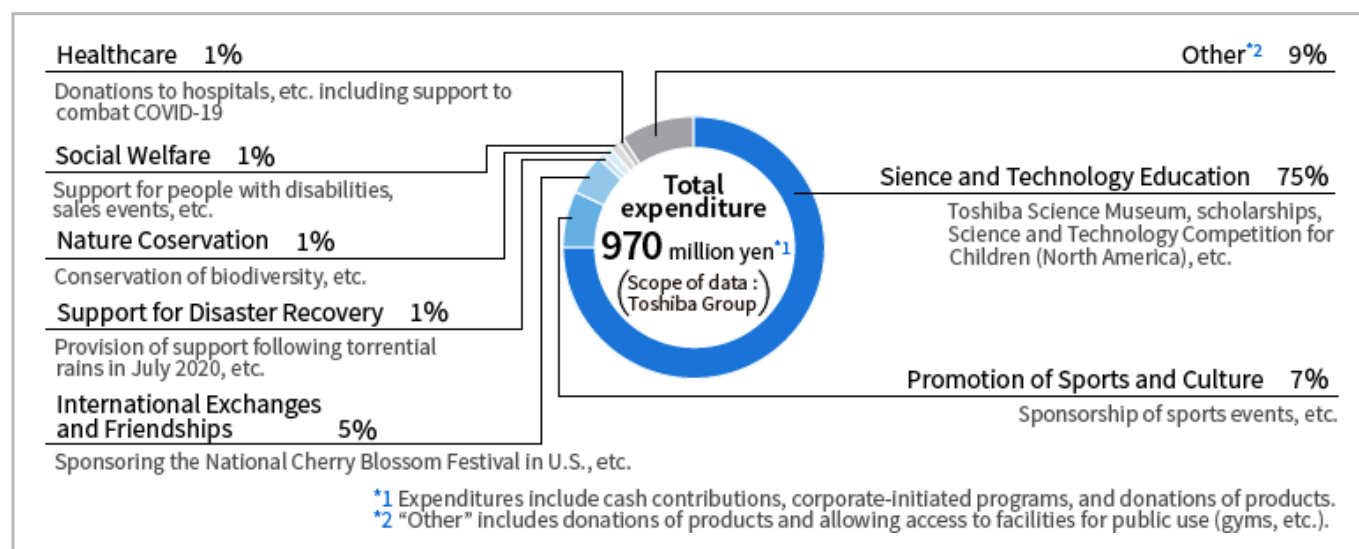 Healthcare 1%
Donations to hospitals, etc. including support to
combat COVID-19
Social Welfare 1%
Support for people with disabilities,
sales events, etc.
Nature Coservation 1%
Conservation of biodiversity, etc.
Support for Disaster Recovery 1%
Provision of support following torrential
rains in July 2020, etc.
International Exchanges
and Friendships 5%
Sponsoring the National Cherry Blossom Festival in U.S., etc.
Total
expenditure
970 million yen*1
(Scope of data :
Toshiba Group)
Other*2 9%
Sience and Technology Education 75%
Toshiba Science Museum, scholarships,
Science and Technology Competition for
Children (North America), etc.
Promotion of Sports and Culture 7%
Sponsorship of sports events, etc.
*1 Expenditures include cash contributions, corporate-initiated programs, and donations of products.
*2 “Other” includes donations of products and allowing access to facilities for public use (gyms, etc.).